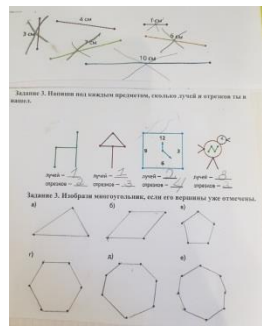 4 см
3 см
7 см
6 см
10 см
Задание 3. Напиши под каждым предметом, сколько лучей и отрезков ты в
нашел.
12
9 3
6
лучей – лучей – лучей – лучей –
отрезков – отрезков – отрезков – отрезков –
Задание 3. Изобрази многоугольник, если его вершины уже отмечены.
а) б) в)
г) д) е)